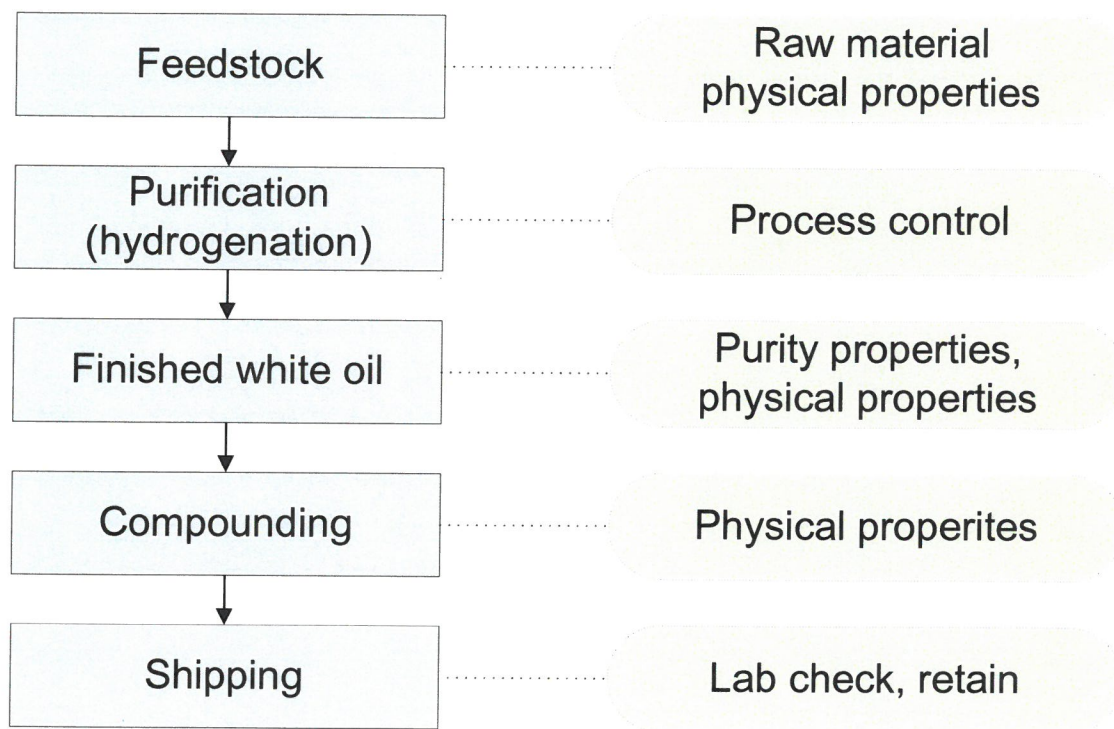 Feedstock
Raw material
physical properties
Purification
(hydrogenation)
Process control
Finished white oil
Purity properties,
physical properties
Compounding
Physical properites
Shipping
Lab check, retain